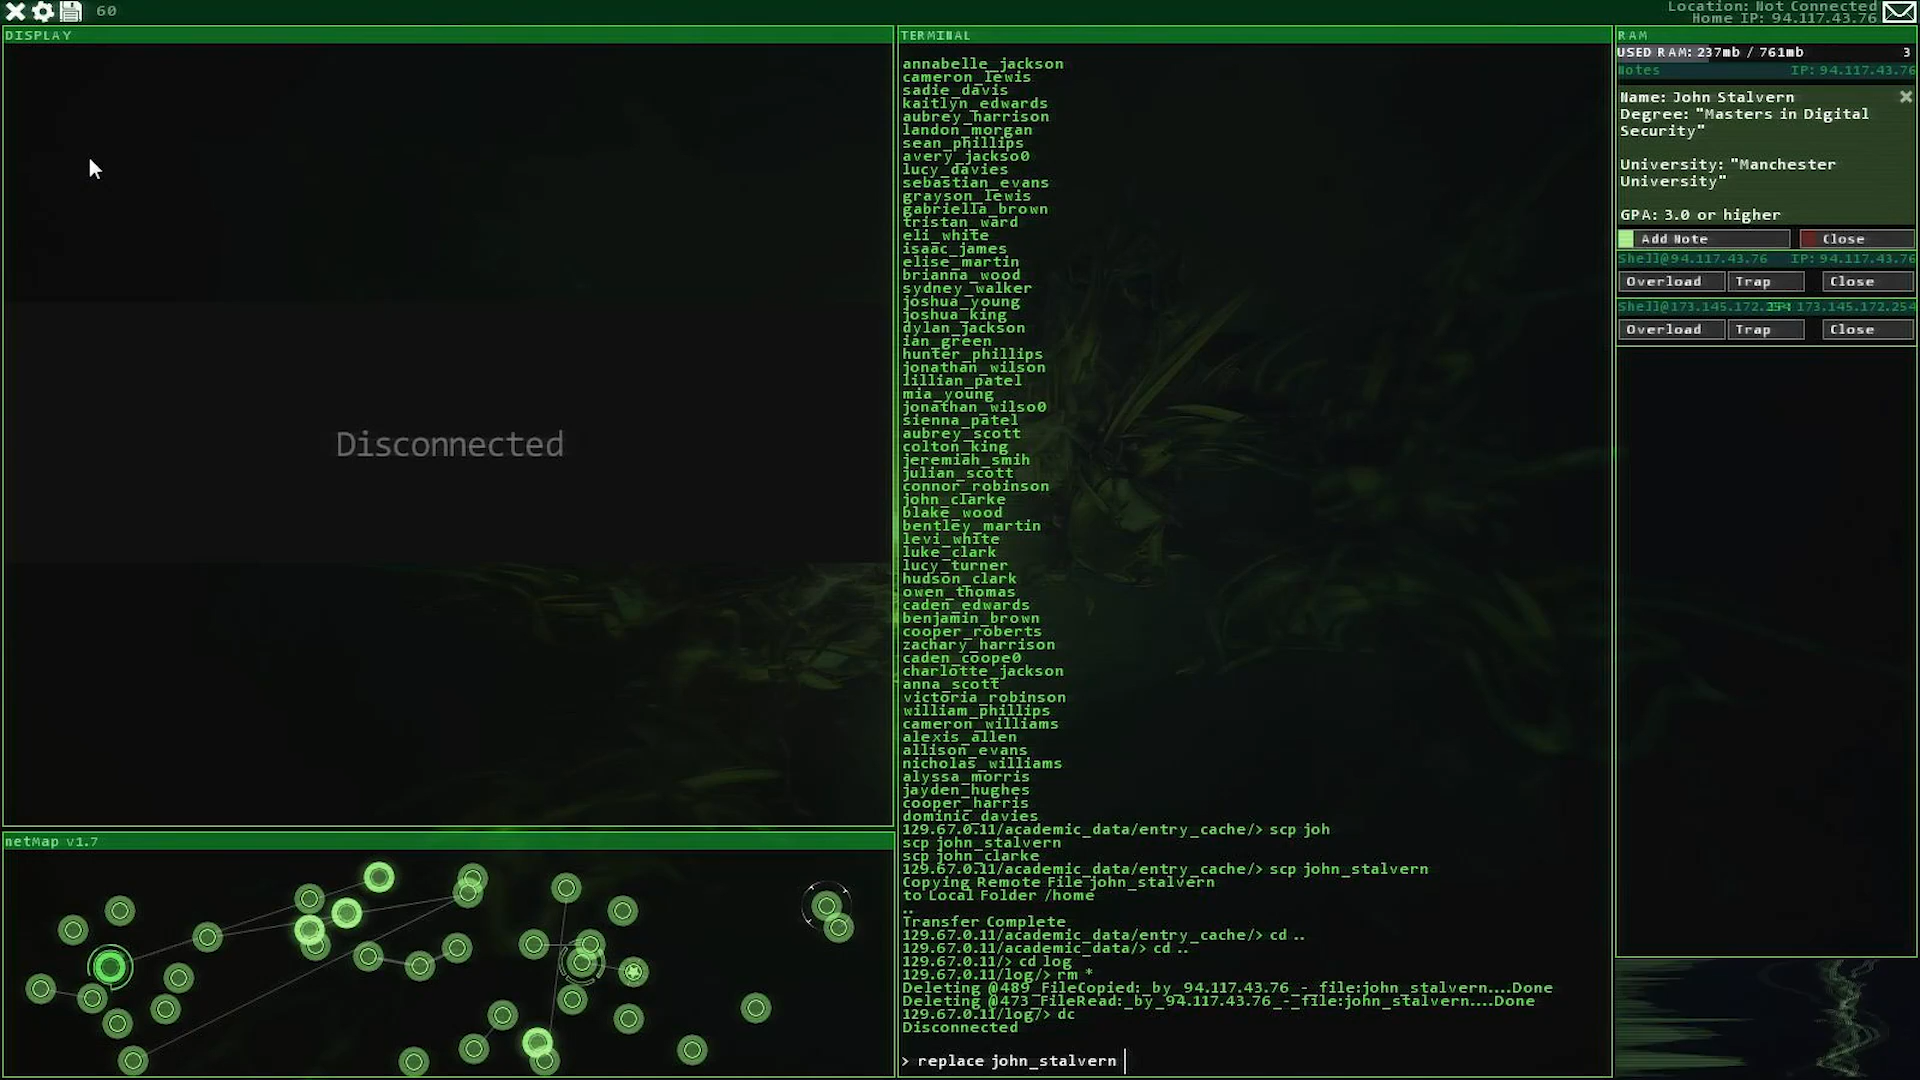 60
Location: Not Connected
Home IP: 94.117.43.76
DISPLAY
Disconnected
netMap v1.7
TERMINAL
annabelle_jackson
cameron_lewis
sadie_davis
kaitlyn_edwards
aubrey_harrison
landon_morgan
sean_phillips
avery_jackso0
lucy_davies
sebastian_evans
grayson_lewis
gabriella_brown
tristan_ward
eli_white
isaac_james
elise_martin
brianna_wood
sydney_walker
joshua_young
joshua_king
dylan_jackson
ian_green
hunter_phillips
jonathan_wilson
lillian_patel
mia_young
jonathan_wilso0
sienna_patel
aubrey_scott
colton_king
jeremiah_smih
julian_scott
connor_robinson
john_clarke
blake_wood
bentley_martin
levi_white
luke_clark
lucy_turner
hudson_clark
owen_thomas
caden_edwards
benjamin_brown
cooper_roberts
zachary_harrison
caden_coope0
charlotte_jackson
anna_scott
victoria_robinson
william_phillips
cameron_williams
alexis_allen
allison_evans
nicholas_williams
alyssa_morris
jayden_hughes
cooper_harris
dominic_davies
129.67.0.11/academic_data/entry_cache/> scp joh
scp john_stalvern
scp john_clarke
129.67.0.11/academic_data/entry_cache/> scp john_stalvern
Copying Remote File john_stalvern
to Local Folder /home
..
Transfer Complete
129.67.0.11/academic_data/entry_cache/> cd ..
129.67.0.11/academic_data/> cd ..
129.67.0.11/> cd log
129.67.0.11/log/> rm *
Deleting @489_FileCopied:_by_94.117.43.76_-_file:john_stalvern....Done
Deleting @473_FileRead:_by_94.117.43.76_-_file:john_stalvern....Done
129.67.0.11/log/> dc
Disconnected
> replace john_stalvern
RAM
USED RAM: 237mb / 761mb 3
Notes IP: 94.117.43.76
Name: John Stalvern
Degree: "Masters in Digital
Security"
University: "Manchester
University"
GPA: 3.0 or higher
Add Note Close
Shell@94.117.43.76 IP: 94.117.43.76
Overload Trap Close
Shell@173.145.172.254 IP: 173.145.172.254
Overload Trap Close